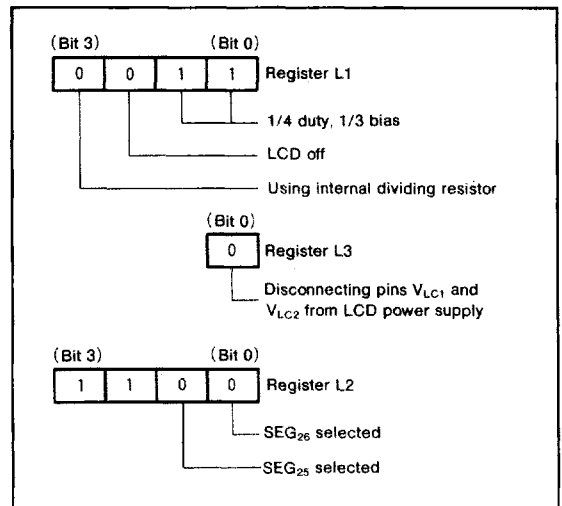 (Bit 3) (Bit 0)
0 0 1 1 Register L1
1/4 duty, 1/3 bias
LCD off
Using internal dividing resistor
(Bit 0)
0 Register L3
Disconnecting pins VLC1 and
VLC2 from LCD power supply
(Bit 3) (Bit 0)
1 1 0 0 Register L2
SEG26 selected
SEG25 selected